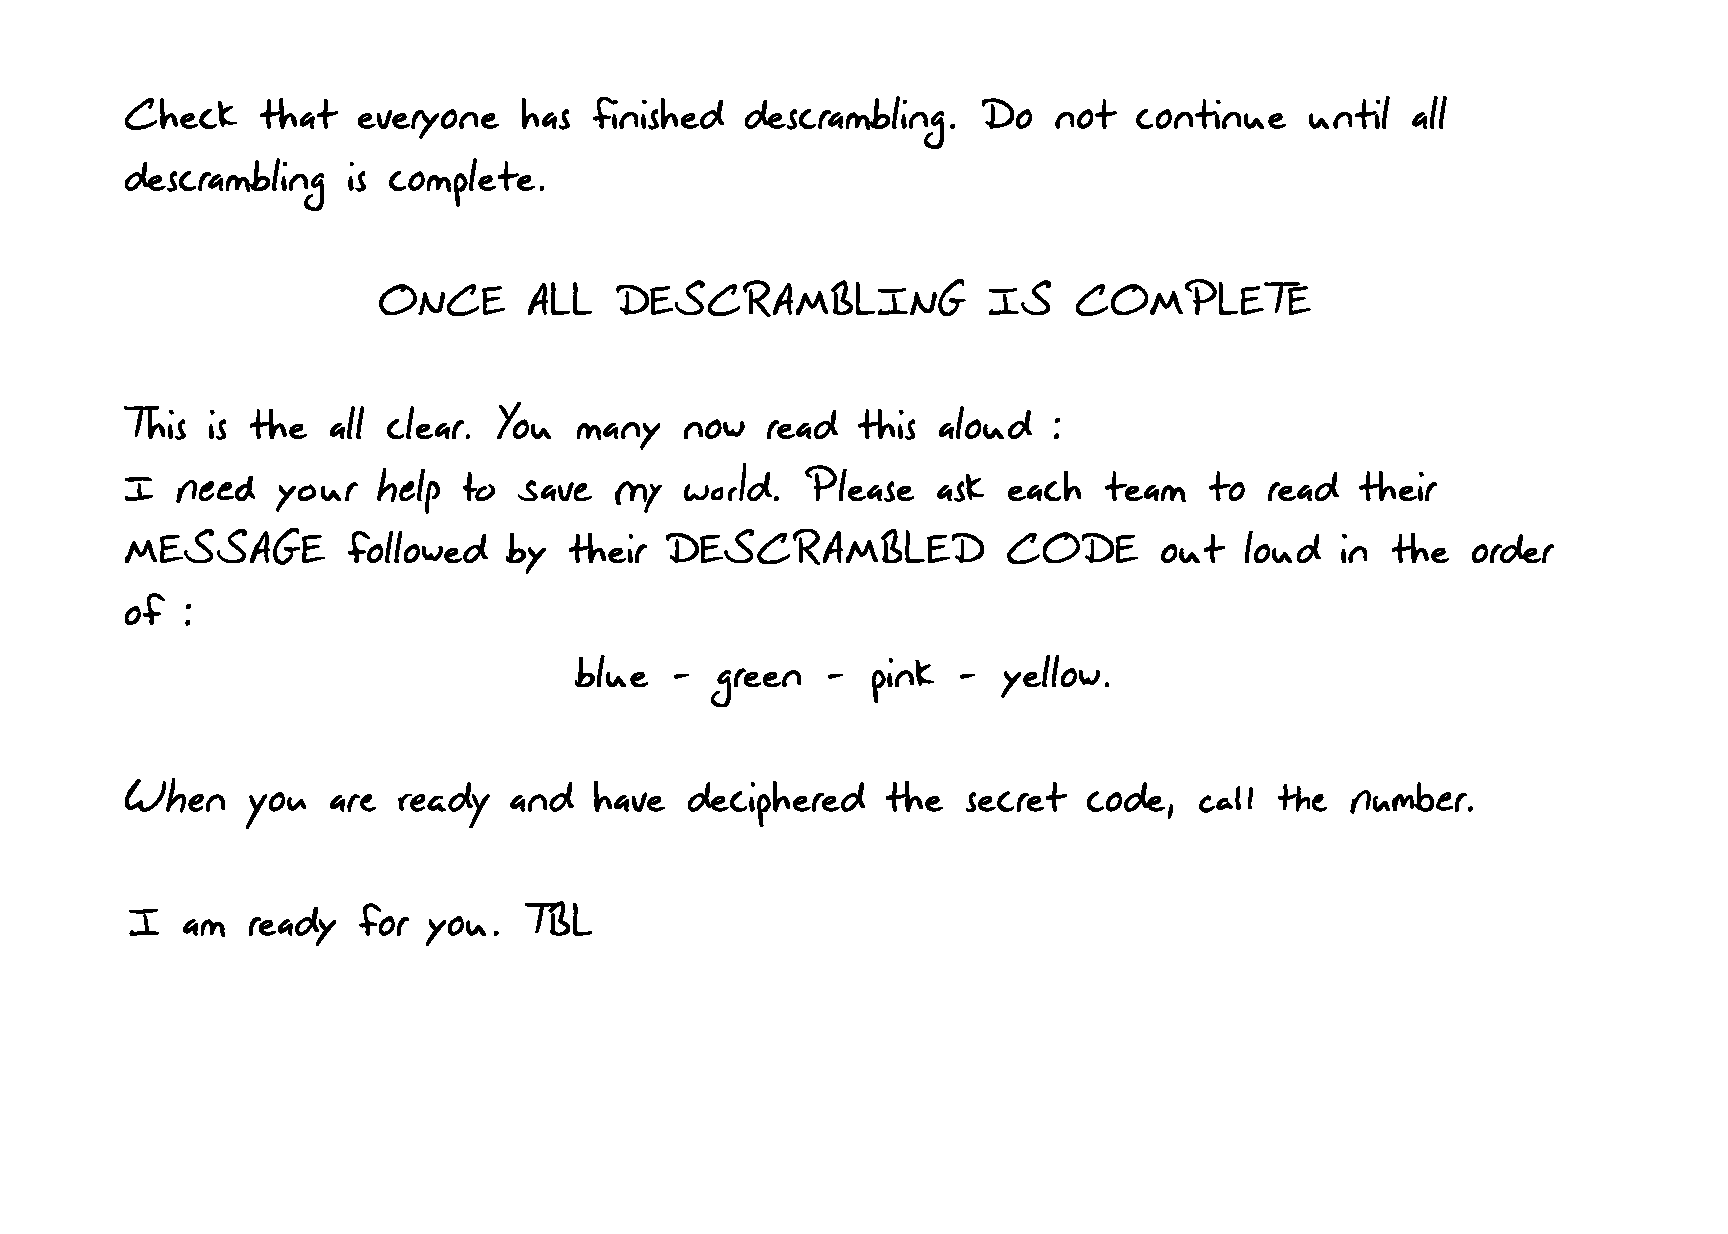 Check that everyone has finished descrambling. Do not continue until all
descrambling is complete.
ONCE ALL DESCRAMBLING IS COMPLETE
This is the all clear. You many now read this aloud :
I need your help to save my world. Please ask each team to read their
MESSAGE followed by their DESCRAMBLED CODE out loud in the order
of :
blue - green - pink - yellow.
When you are ready and have deciphered the secret code, call the number.
I am ready for you. TBL